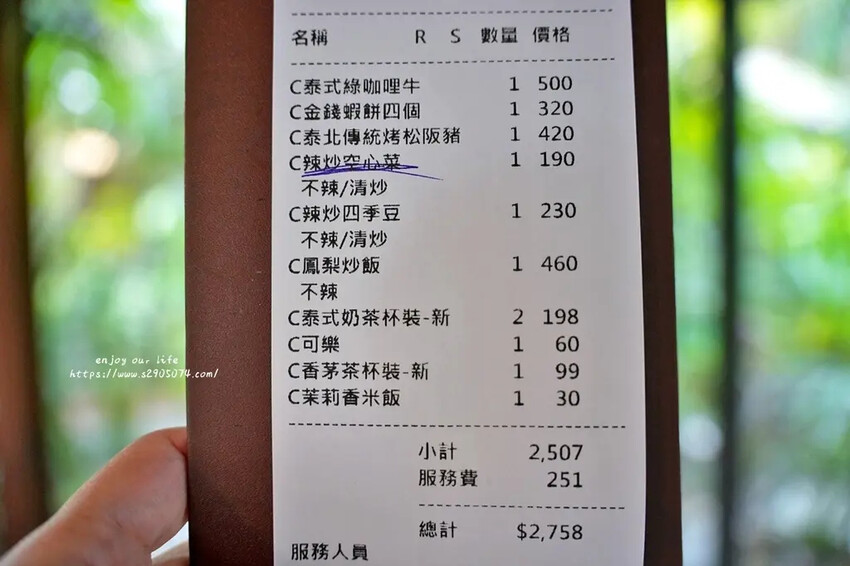 名稱 R S 數量 價格
C泰式綠咖哩牛 1 500
C金錢蝦餅四個 1 320
C泰北傳統烤松阪豬 1 420
C辣炒空心菜 1 190
不辣/清炒
C辣炒四季豆 1 230
不辣/清炒
C鳳梨炒飯 1 460
不辣
C泰式奶茶杯裝-新 2 198
C可樂 1 60
C香茅茶杯裝-新 1 99
C茉莉香米飯 1 30
小計 2,507
服務費 251
總計 $2,758
服務人員
enjoy our life
https://www.s2905074.com/